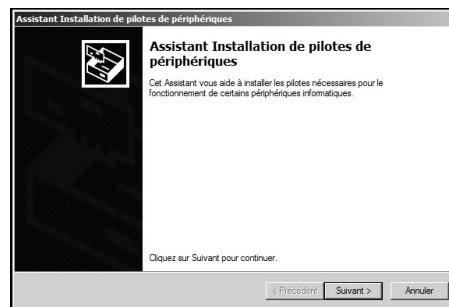 Assistant Installation de pilotes de périphériques
Assistant Installation de pilotes de
périphériques
Cet Assistant vous aide à installer les pilotes nécessaires pour le
fonctionnement de certains périphériques informatiques.
Cliquez sur Suivant pour continuer.
< Précédent Suivant > Annuler